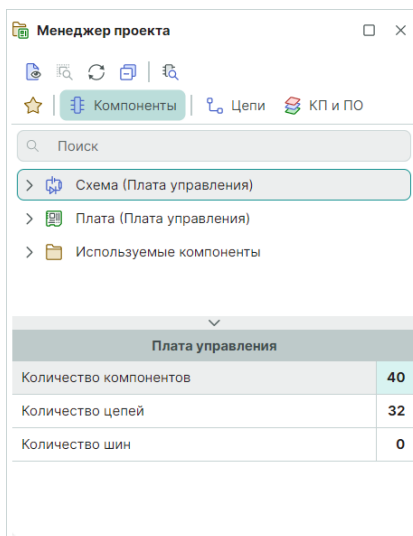 Менеджер проекта
Компоненты Цепи КП и ПО
Поиск
Схема (Плата управления)
Плата (Плата управления)
Используемые компоненты
Плата управления
Количество компонентов 40
Количество цепей 32
Количество шин 0